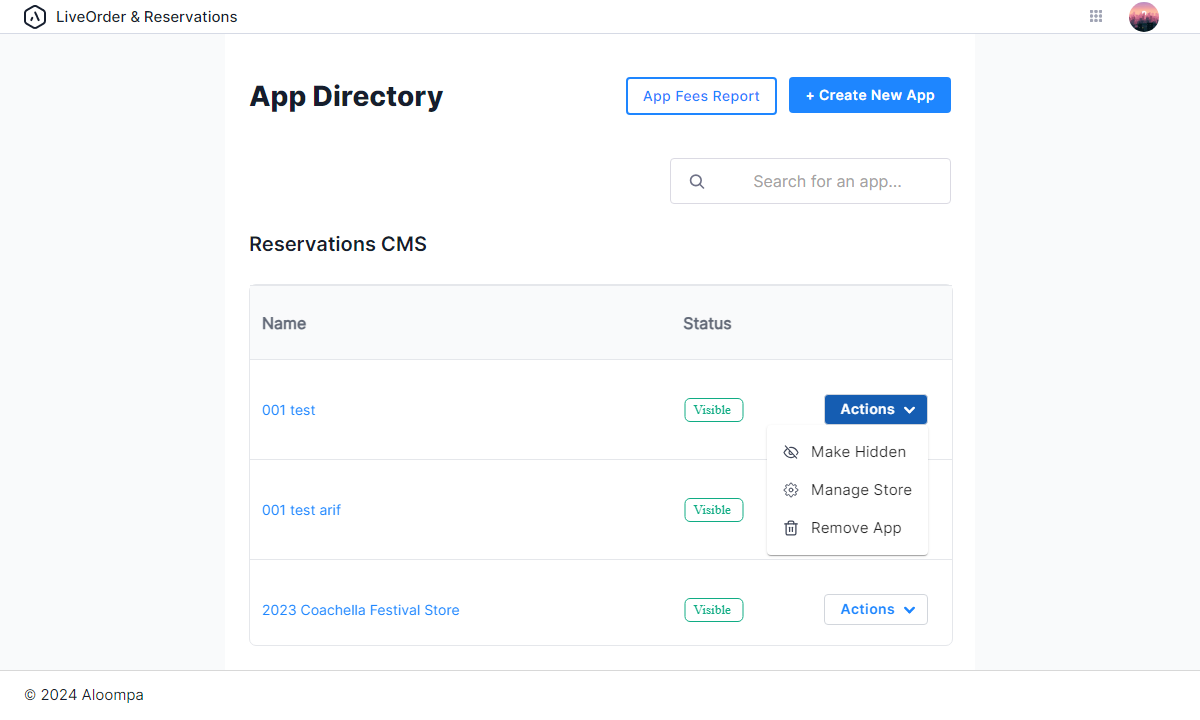 LiveOrder & Reservations
App Directory
App Fees Report
+ Create New App
Search for an app...
Reservations CMS
Name Status
001 test Visible Actions
Make Hidden
Manage Store
Remove App
001 test arif Visible
2023 Coachella Festival Store Visible Actions
© 2024 Aloompa